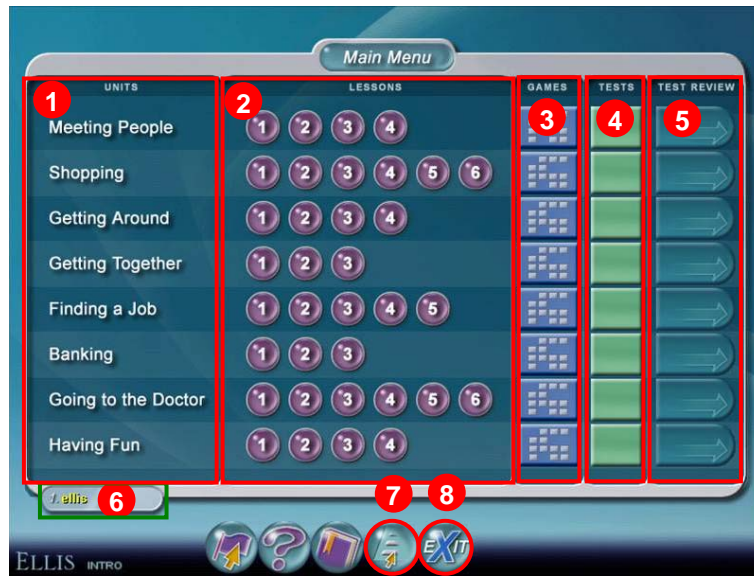 Main Menu
UNITS LESSONS GAMES TESTS TEST REVIEW
1 2 3 4 5
Meeting People 1 2 3 4
Shopping 1 2 3 4 5 6
Getting Around 1 2 3 4
Getting Together 1 2 3
Finding a Job 1 2 3 4 5
Banking 1 2 3
Going to the Doctor 1 2 3 4 5 6
Having Fun 1 2 3 4
1. ellis 6 7 8
? EXIT
ELLIS INTRO